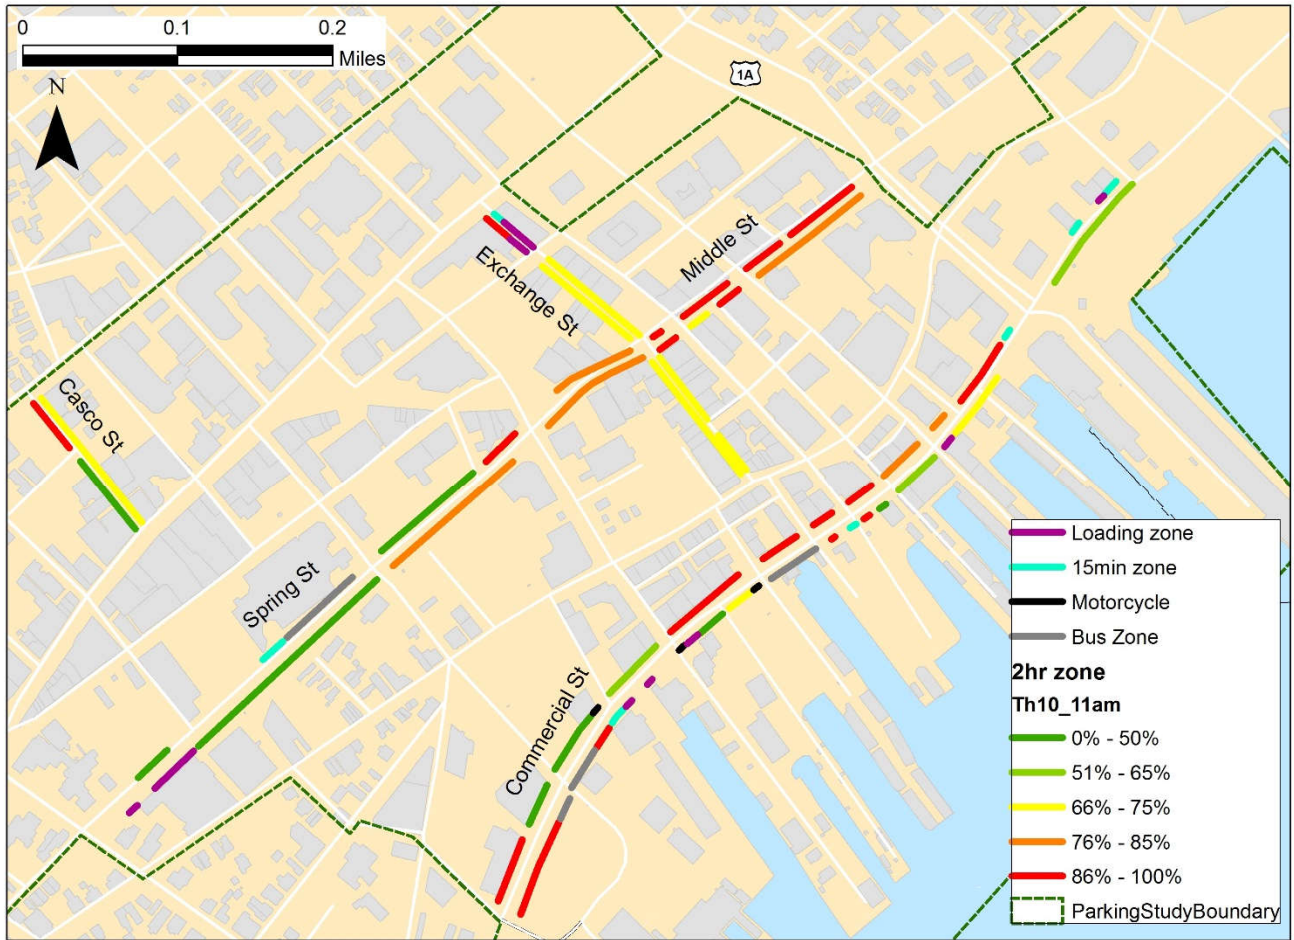 0 0.1 0.2
Miles
N
1A
Middle St
Exchange St
Casco St
Spring St
Commercial St
Loading zone
15min zone
Motorcycle
Bus Zone
2hr zone
Th10_11am
0% - 50%
51% - 65%
66% - 75%
76% - 85%
86% - 100%
ParkingStudyBoundary